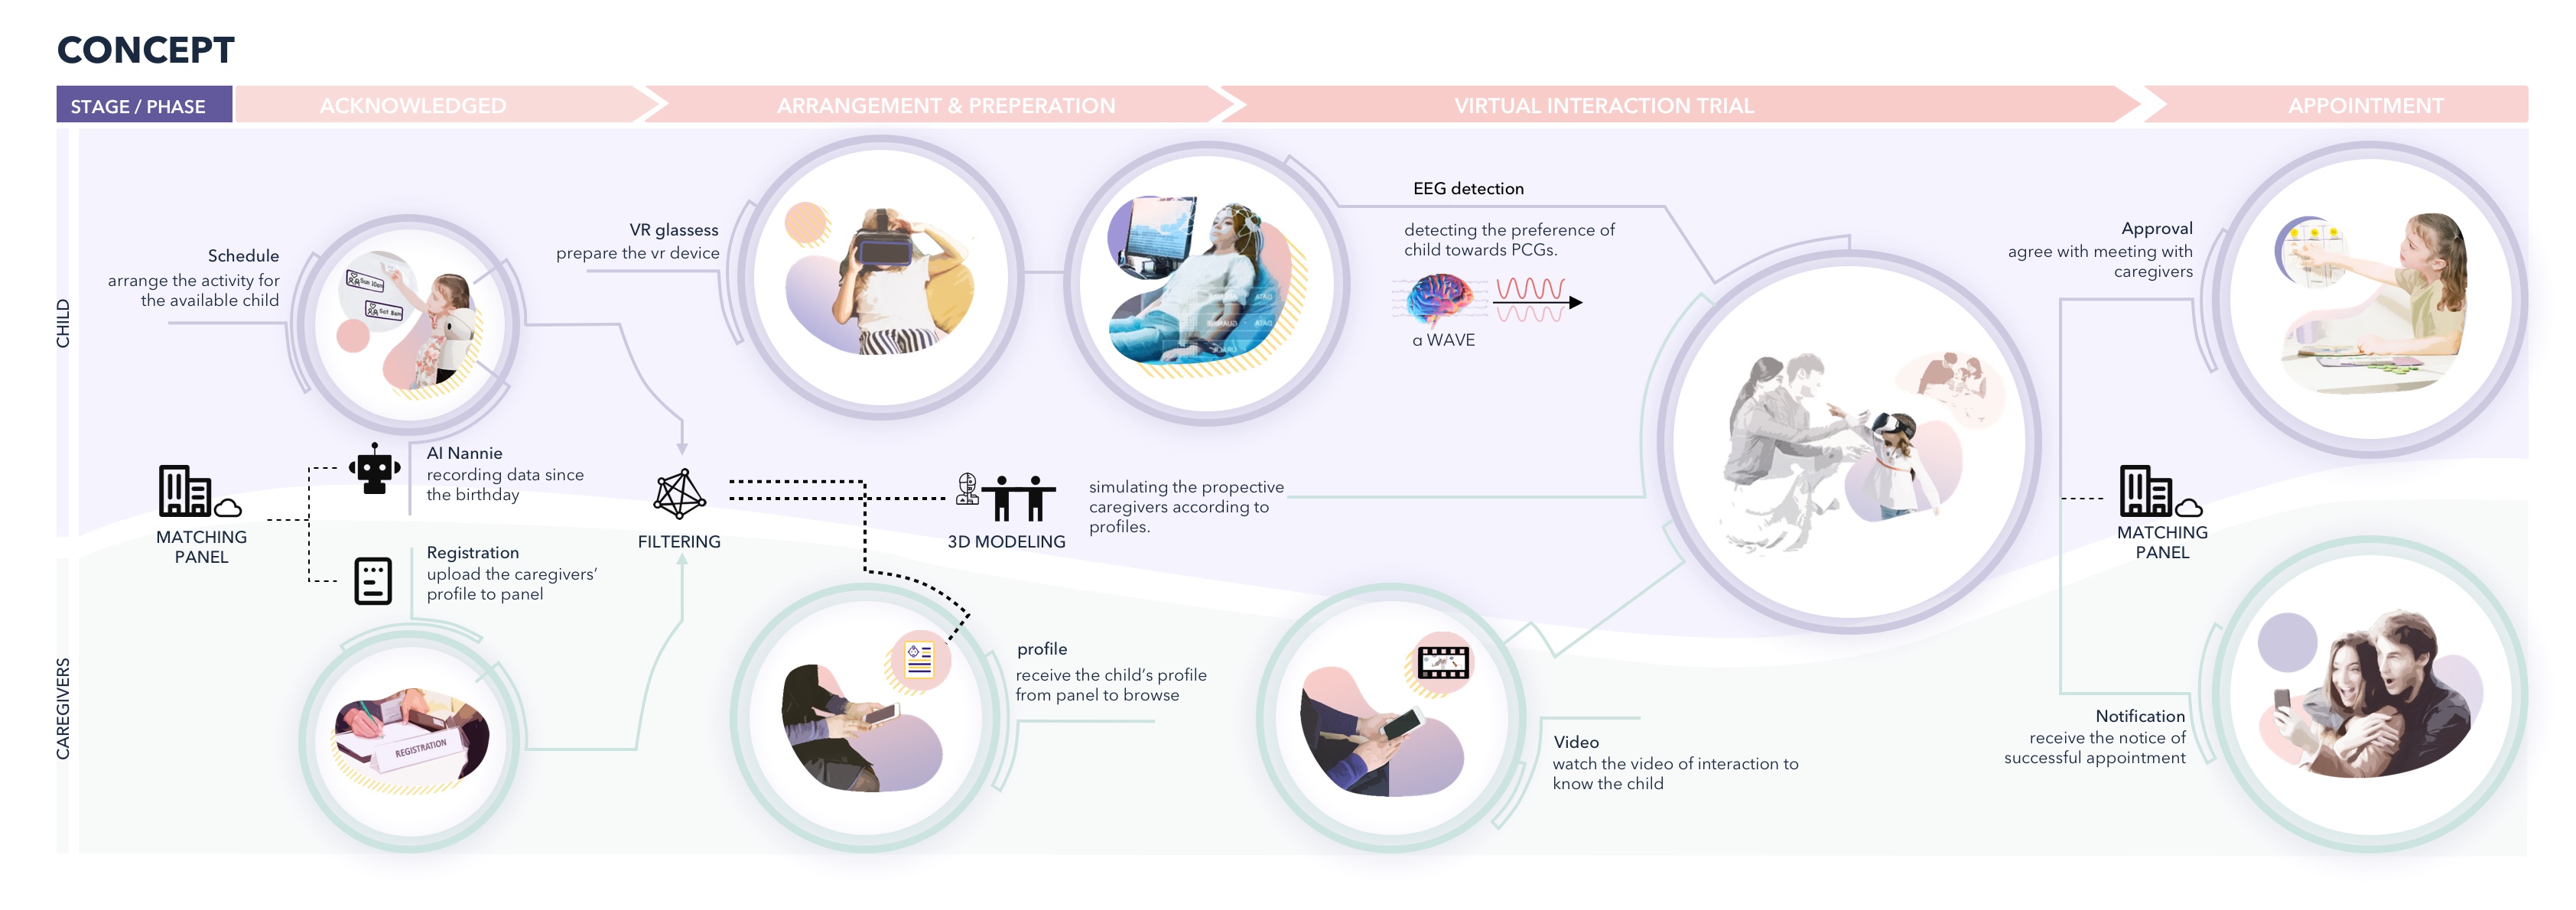 CONCEPT
STAGE / PHASE
ACKNOWLEDGED
ARRANGEMENT & PREPERATION
VIRTUAL INTERACTION TRIAL
APPOINTMENT
CHILD
Schedule
arrange the activity for
the available child
Sun 10am
Sat 8am
VR glassess
prepare the vr device
EEG detection
detecting the preference of
child towards PCGs.
α WAVE
Approval
agree with meeting with
caregivers
MATCHING
PANEL
AI Nannie
recording data since
the birthday
Registration
upload the caregivers’
profile to panel
FILTERING
3D MODELING
simulating the propective
caregivers according to
profiles.
MATCHING
PANEL
CAREGIVERS
REGISTRATION
profile
receive the child’s profile
from panel to browse
Video
watch the video of interaction to
know the child
Notification
receive the notice of
successful appointment